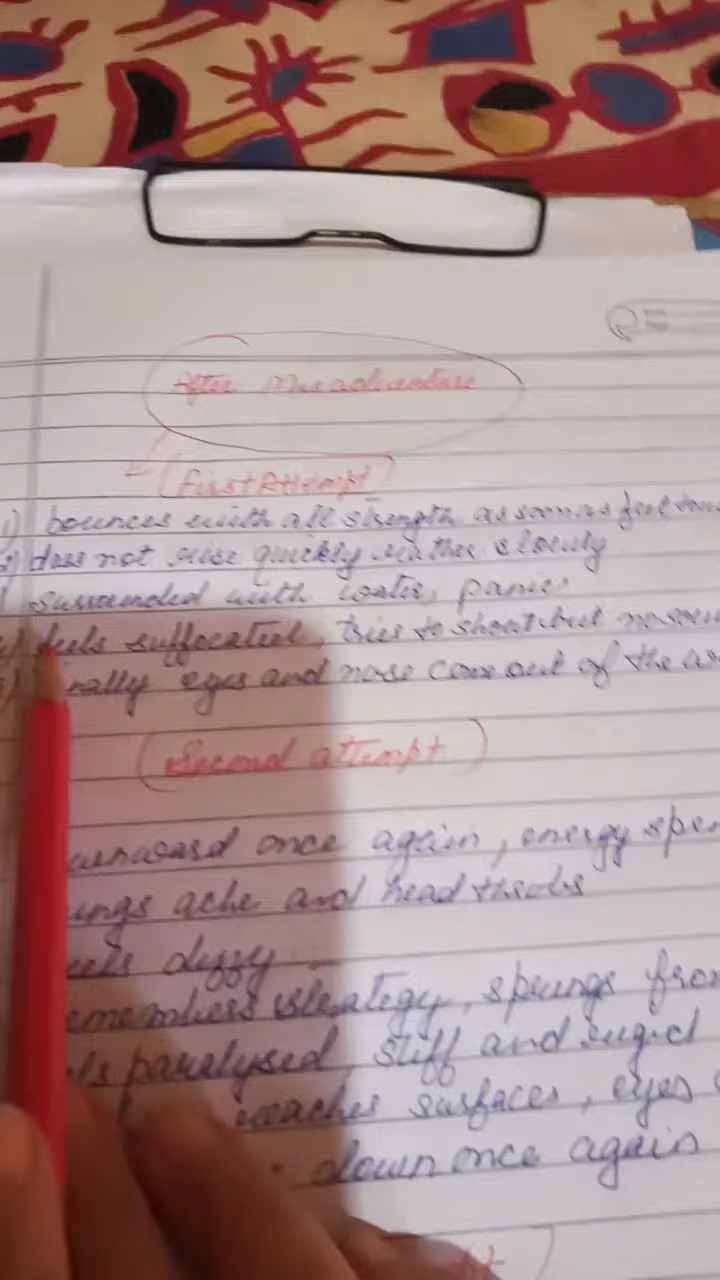 After Misadventure
First Attempt
1) bounces with all strength as soon as feet
2) does not rise quickly rather slowly
surrounded with water, panic
feels suffocated, tries to shout but no
finally eyes and nose come out of the
Second attempt
once again, energy
ache and head throbs
dizzy
strategy, springs from
paralysed, stiff and
reaches surfaces, eyes
down once again